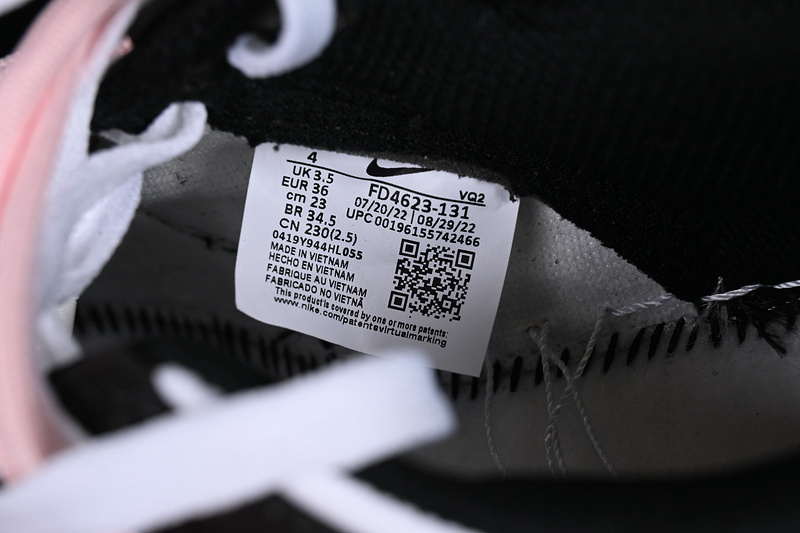 4
UK 3.5
EUR 36
cm 23
BR 34.5
CN 230(2.5)
0419Y944HL055
MADE IN VIETNAM
HECHO EN VIETNAM
FABRIQUE AU VIETNAM
FABRICADO NO VIETNÃ
VQ2
FD4623-131
07/20/22 | 08/29/22
UPC 00196155742466
This product is covered by one or more patents:
www.nike.com/patentsvirtualmarking